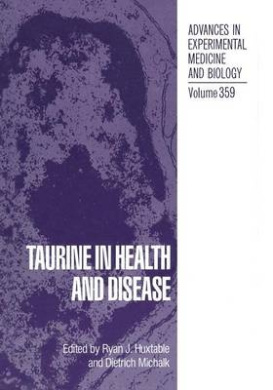 ADVANCES IN
EXPERIMENTAL
MEDICINE
AND BIOLOGY
Volume 359
TAURINE IN HEALTH
AND DISEASE
Edited by Ryan J. Huxtable
and Dietrich Michalk